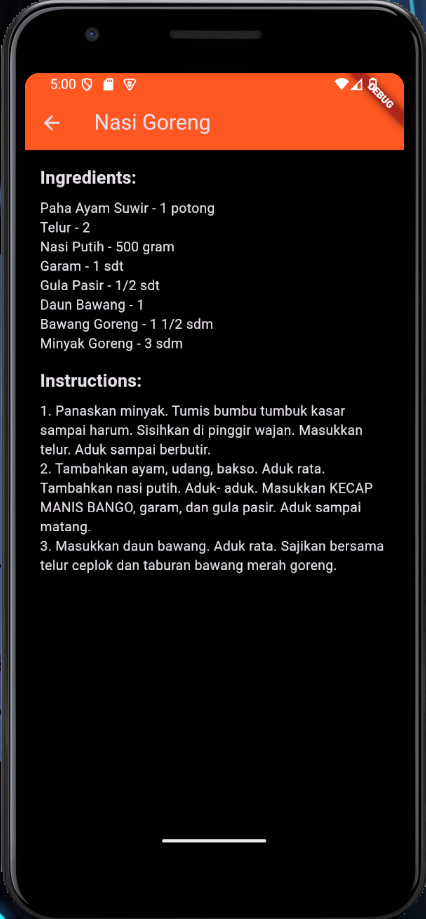 5:00
DEBUG
Nasi Goreng
Ingredients:
Paha Ayam Suwir - 1 potong
Telur - 2
Nasi Putih - 500 gram
Garam - 1 sdt
Gula Pasir - 1/2 sdt
Daun Bawang - 1
Bawang Goreng - 1 1/2 sdm
Minyak Goreng - 3 sdm
Instructions:
1. Panaskan minyak. Tumis bumbu tumbuk kasar
sampai harum. Sisihkan di pinggir wajan. Masukkan
telur. Aduk sampai berbutir.
2. Tambahkan ayam, udang, bakso. Aduk rata.
Tambahkan nasi putih. Aduk- aduk. Masukkan KECAP
MANIS BANGO, garam, dan gula pasir. Aduk sampai
matang.
3. Masukkan daun bawang. Aduk rata. Sajikan bersama
telur ceplok dan taburan bawang merah goreng.